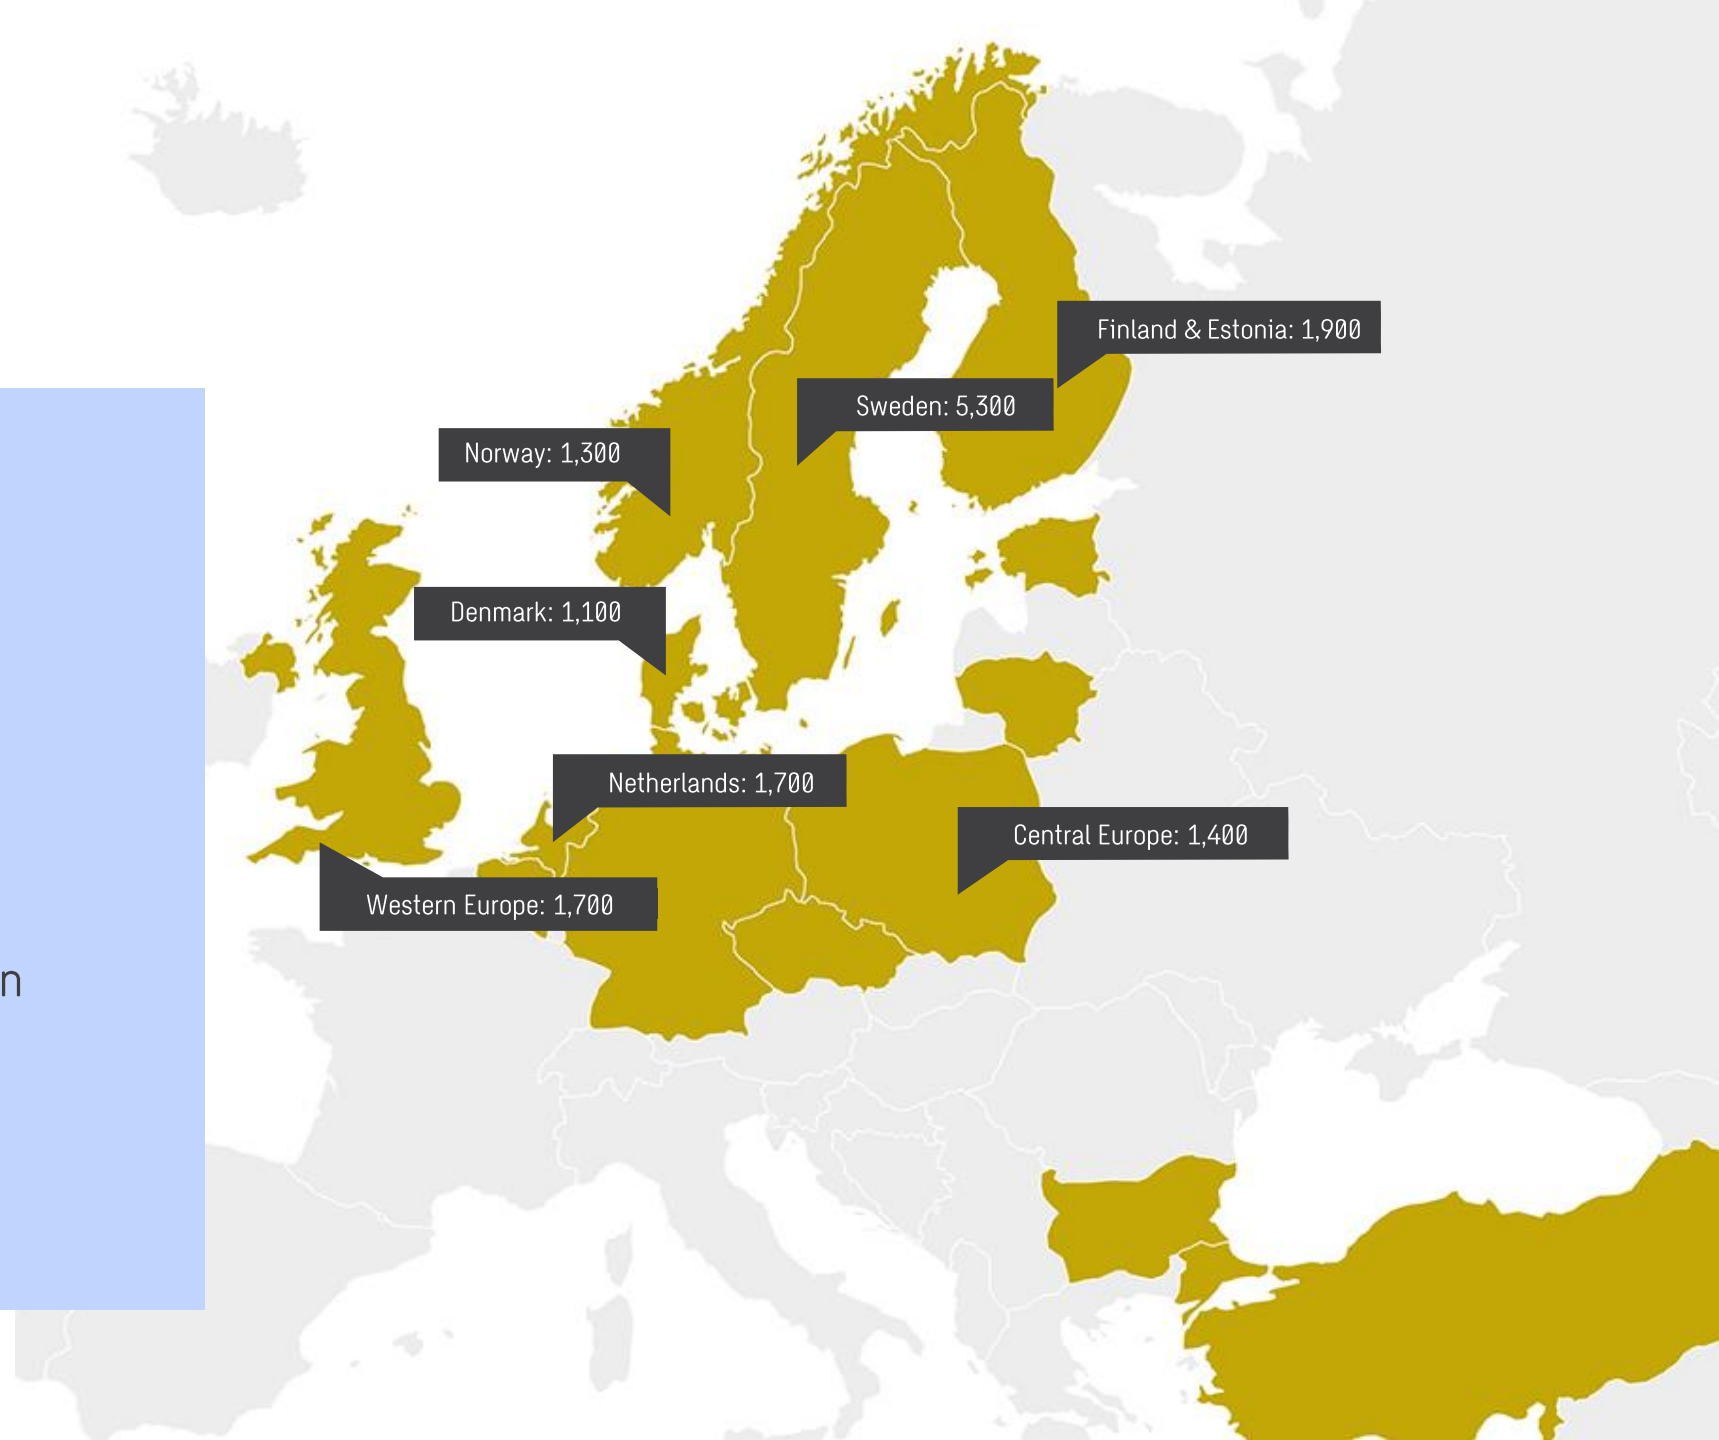 Finland & Estonia: 1,900
Sweden: 5,300
Norway: 1,300
Denmark: 1,100
Netherlands: 1,700
Central Europe: 1,400
Western Europe: 1,700
n